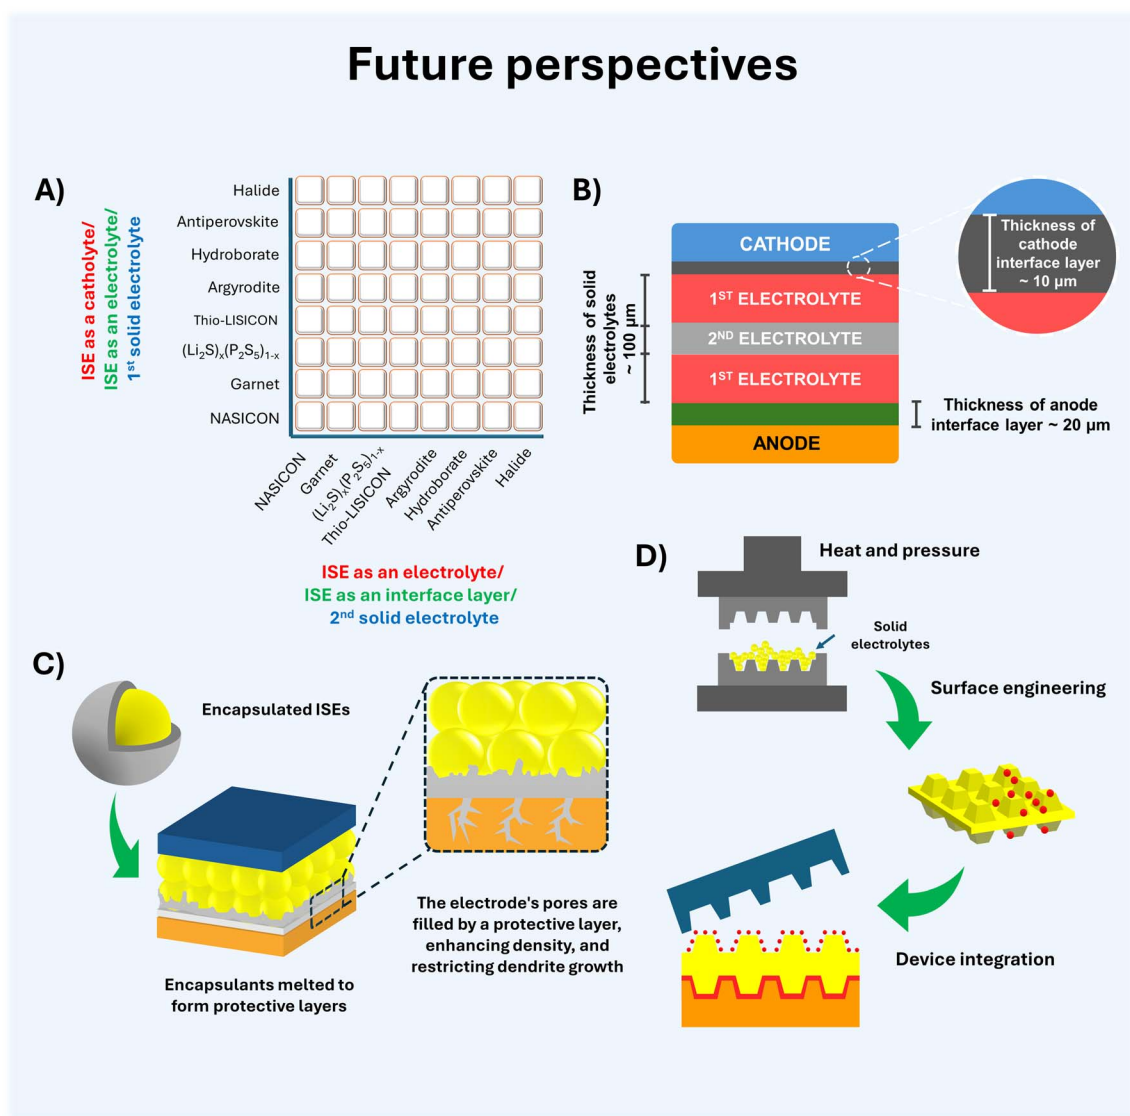 Future perspectives
A)
ISE as a catholyte/
ISE as an electrolyte/
1st solid electrolyte
Halide
Antiperovskite
Hydroborate
Argyrodite
Thio-LISICON
(Li2S)x(P2S5)1-x
Garnet
NASICON
NASICON
Garnet
(Li2S)x(P2S5)1-x
Thio-LISICON
Argyrodite
Hydroborate
Antiperovskite
Halide
ISE as an electrolyte/
ISE as an interface layer/
2nd solid electrolyte
B)
Thickness of solid
electrolytes
~ 100 µm
CATHODE
1ST ELECTROLYTE
2ND ELECTROLYTE
1ST ELECTROLYTE
ANODE
Thickness of
cathode
interface layer
~ 10 µm
Thickness of anode
interface layer ~ 20 µm
C)
Encapsulated ISEs
Encapsulants melted to
form protective layers
The electrode's pores are
filled by a protective layer,
enhancing density, and
restricting dendrite growth
D)
Heat and pressure
Solid
electrolytes
Surface engineering
Device integration